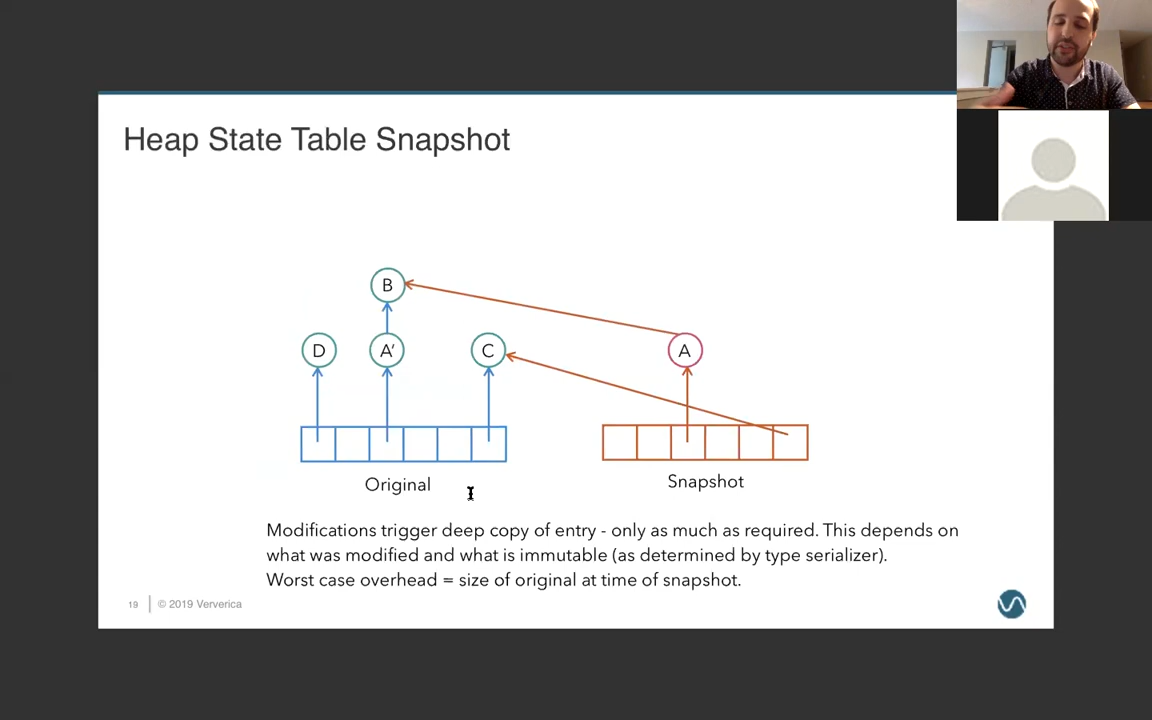 Heap State Table Snapshot
B
D
A′
C
A
Original
Snapshot
Modifications trigger deep copy of entry - only as much as required. This depends on
what was modified and what is immutable (as determined by type serializer).
Worst case overhead = size of original at time of snapshot.
19 © 2019 Ververica